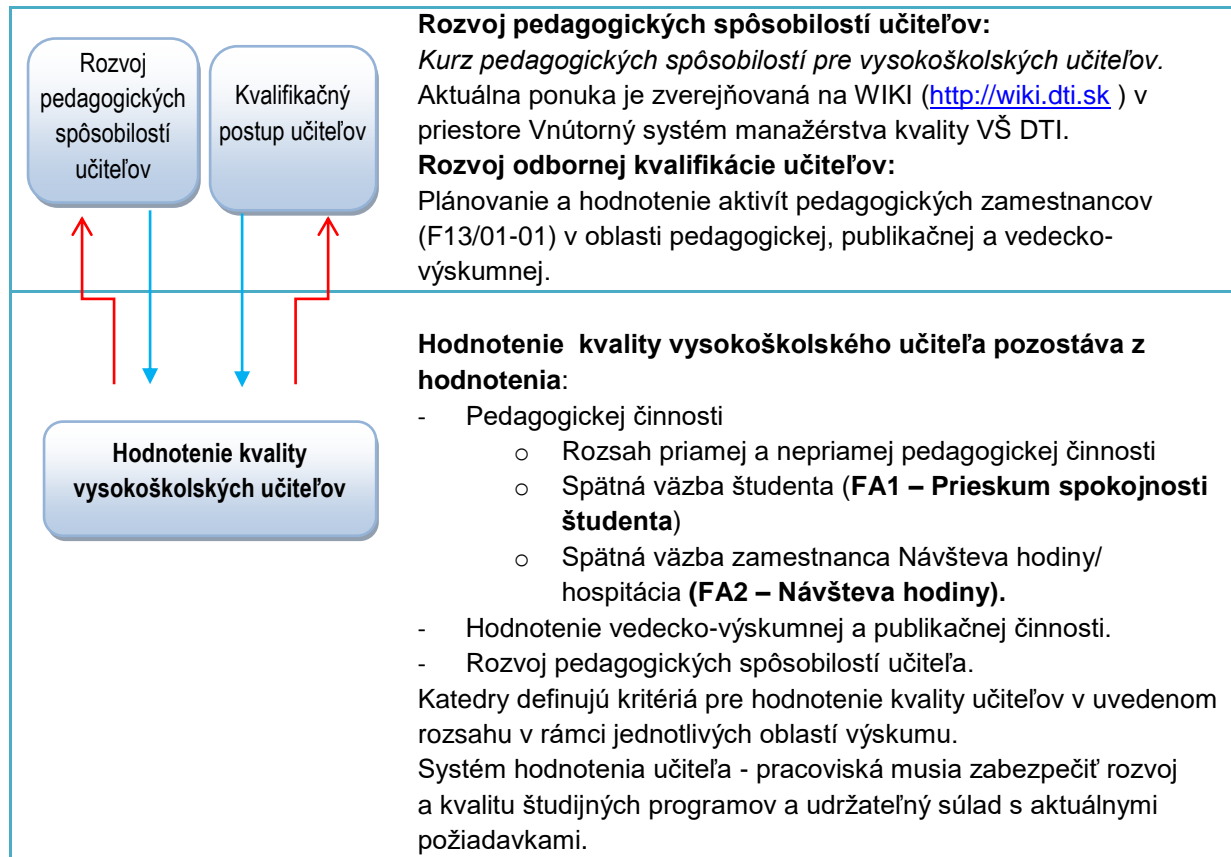 Rozvoj
pedagogických
spôsobilostí
učiteľov
Kvalifikačný
postup učiteľov
Rozvoj pedagogických spôsobilostí učiteľov:
Kurz pedagogických spôsobilostí pre vysokoškolských učiteľov.
Aktuálna ponuka je zverejňovaná na WIKI (http://wiki.dti.sk ) v
priestore Vnútorný systém manažérstva kvality VŠ DTI.
Rozvoj odbornej kvalifikácie učiteľov:
Plánovanie a hodnotenie aktivít pedagogických zamestnancov
(F13/01-01) v oblasti pedagogickej, publikačnej a vedecko-
výskumnej.
Hodnotenie kvality
vysokoškolských učiteľov
Hodnotenie  kvality vysokoškolského učiteľa pozostáva z
hodnotenia:
- Pedagogickej činnosti
o Rozsah priamej a nepriamej pedagogickej činnosti
o Spätná väzba študenta (FA1 – Prieskum spokojnosti
študenta)
o Spätná väzba zamestnanca Návšteva hodiny/
hospitácia (FA2 – Návšteva hodiny).
- Hodnotenie vedecko-výskumnej a publikačnej činnosti.
- Rozvoj pedagogických spôsobilostí učiteľa.
Katedry definujú kritériá pre hodnotenie kvality učiteľov v uvedenom
rozsahu v rámci jednotlivých oblastí výskumu.
Systém hodnotenia učiteľa - pracoviská musia zabezpečiť rozvoj
a kvalitu študijných programov a udržateľný súlad s aktuálnymi
požiadavkami.